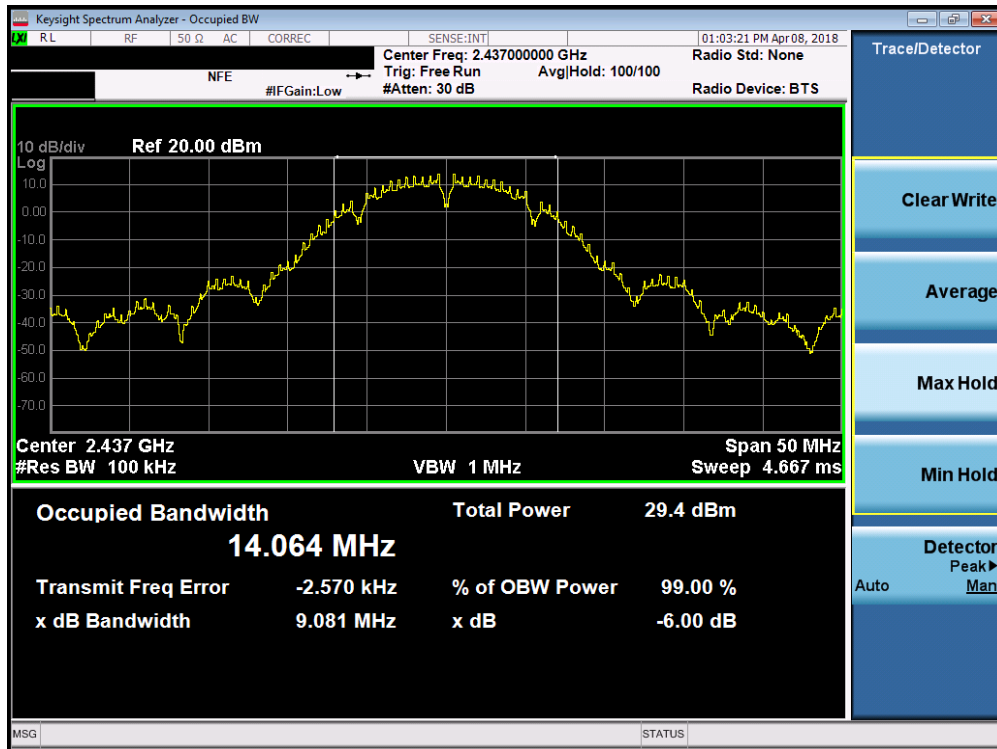 Keysight Spectrum Analyzer - Occupied BW
LXI RL RF 50 Ω AC CORREC SENSE:INT 01:03:21 PM Apr 08, 2018
Center Freq: 2.437000000 GHz Radio Std: None
NFE Trig: Free Run Avg|Hold: 100/100
#IFGain:Low #Atten: 30 dB Radio Device: BTS
Trace/Detector
10 dB/div Ref 20.00 dBm
Log
10.0
0.00
-10.0
-20.0
-30.0
-40.0
-50.0
-60.0
-70.0
Center 2.437 GHz Span 50 MHz
#Res BW 100 kHz VBW 1 MHz Sweep 4.667 ms
Occupied Bandwidth Total Power 29.4 dBm
14.064 MHz
Transmit Freq Error -2.570 kHz % of OBW Power 99.00 %
x dB Bandwidth 9.081 MHz x dB -6.00 dB
Clear Write
Average
Max Hold
Min Hold
Detector
Peak▶
Auto Man
MSG STATUS